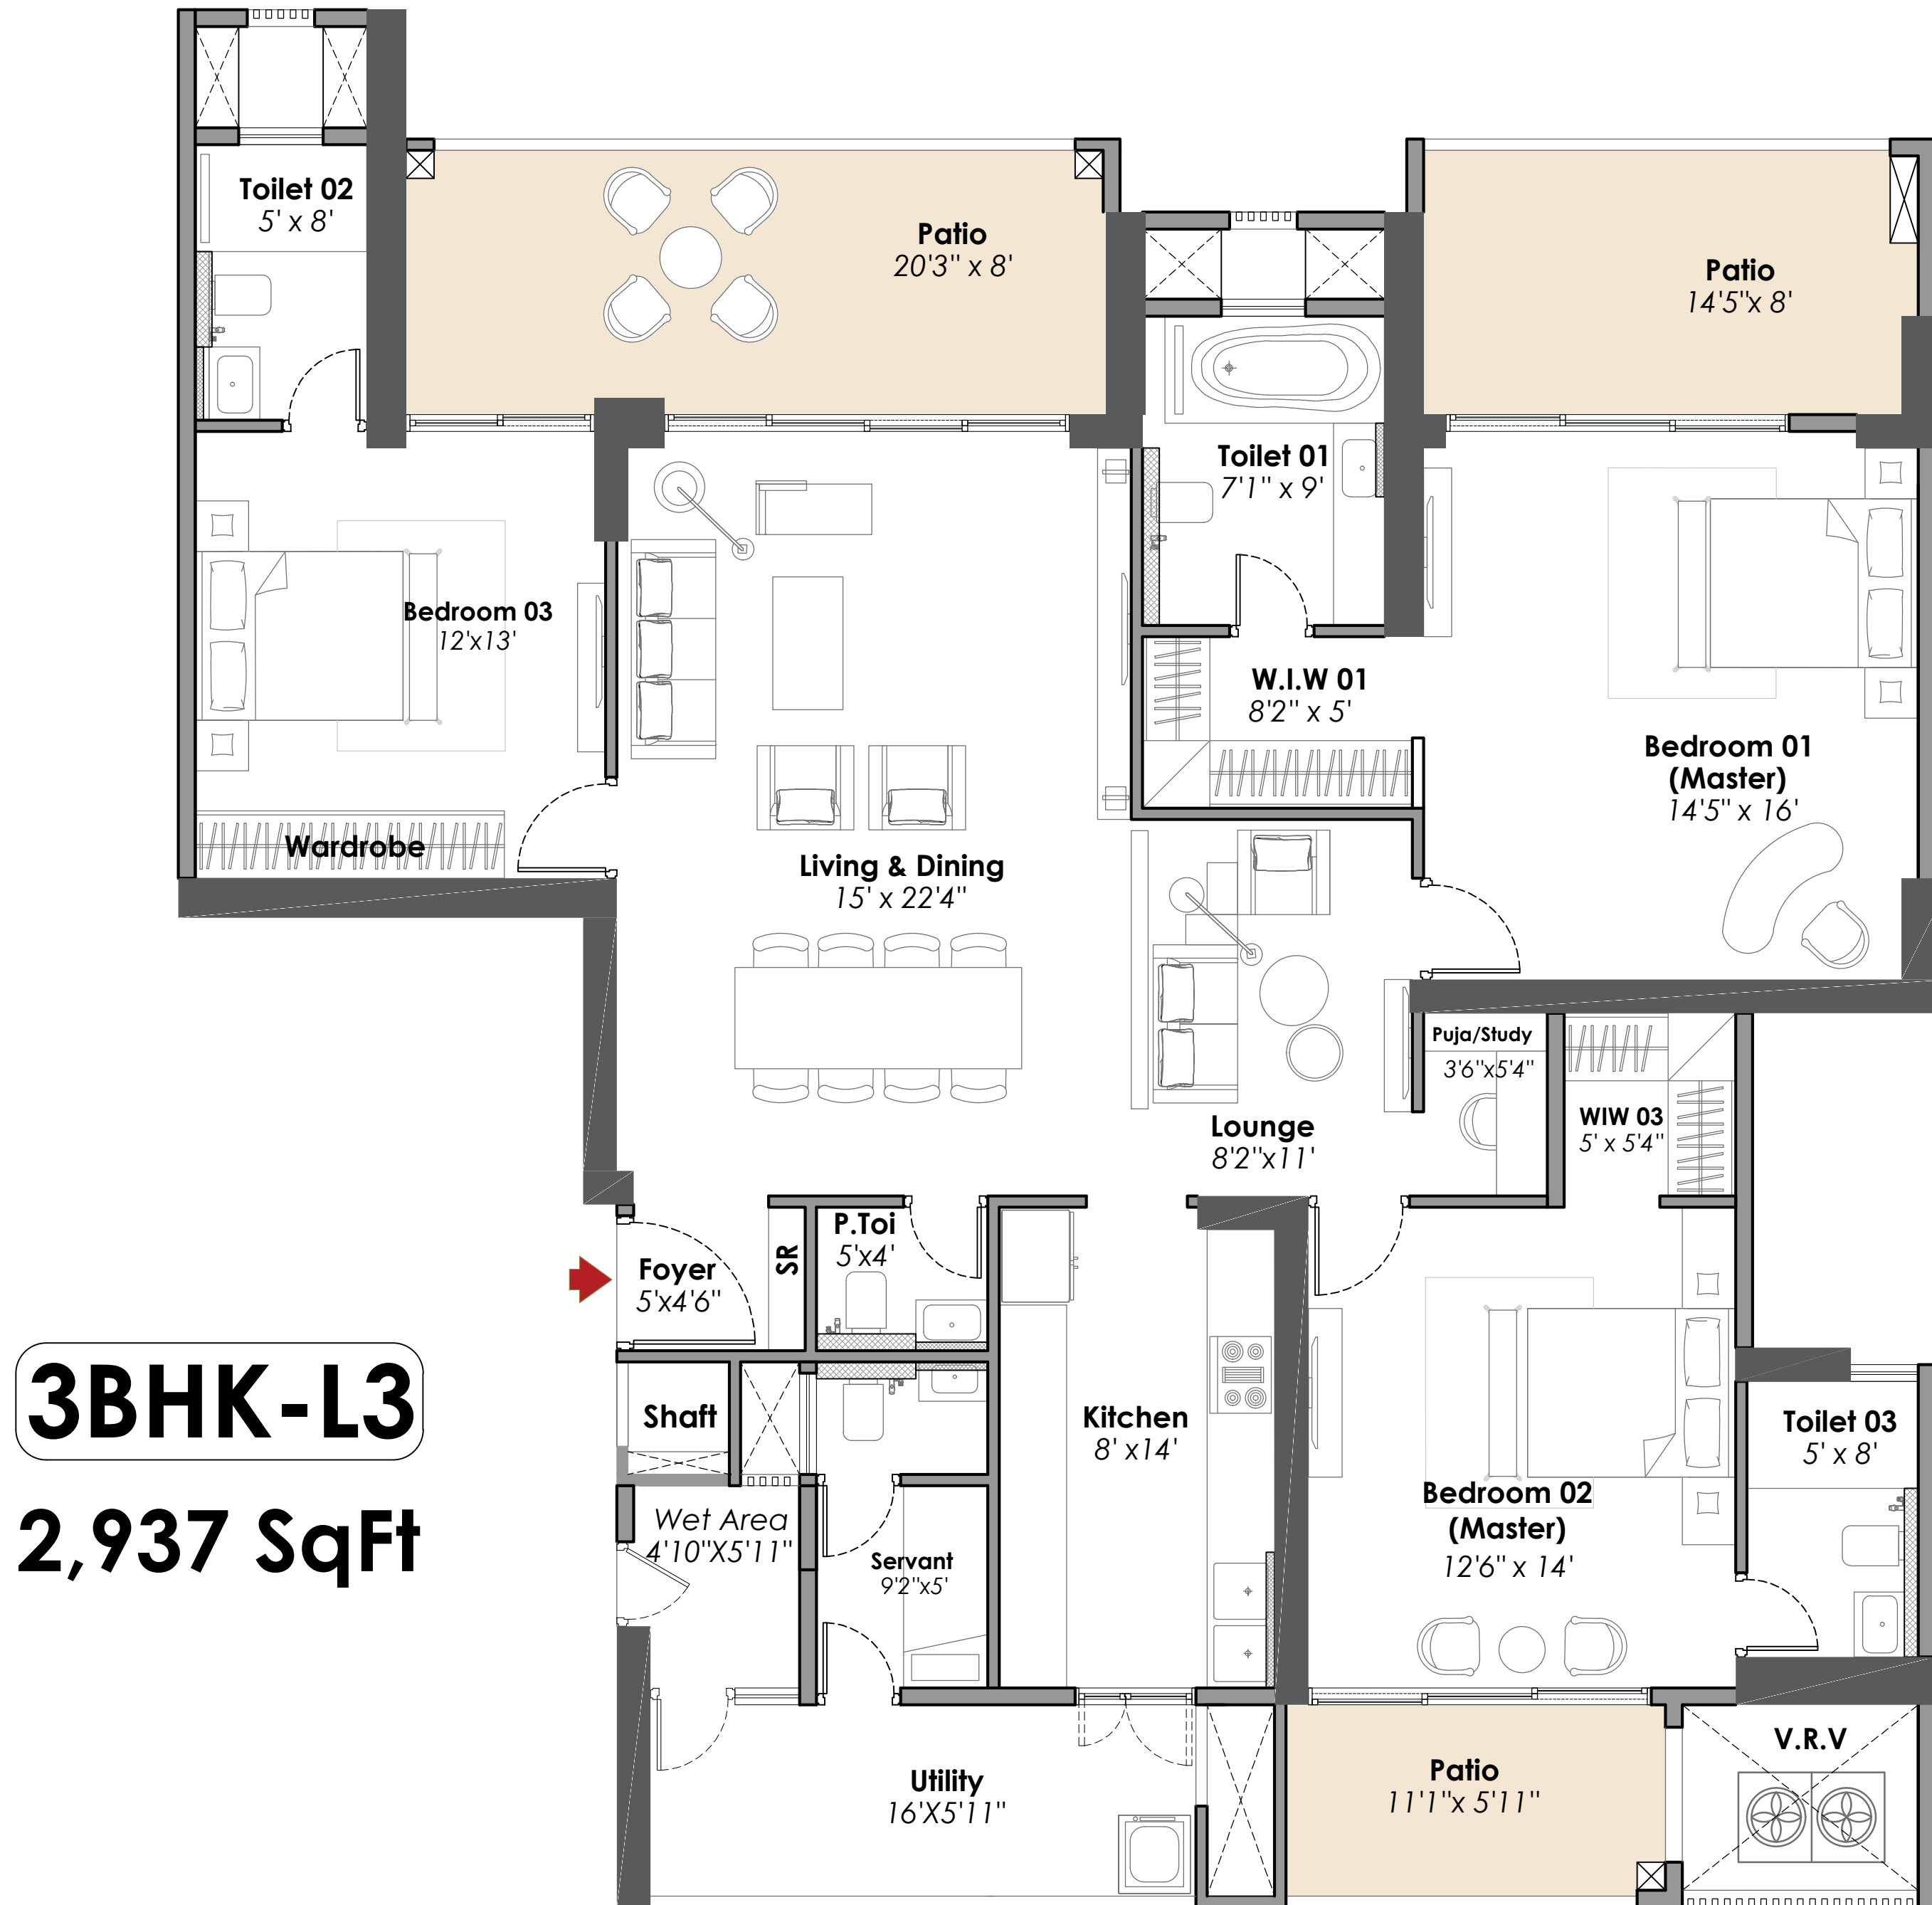 Toilet 02
5' x 8'
Patio
20'3" x 8'
Patio
14'5"x 8'
Toilet 01
7'1" x 9'
Bedroom 03
12'x13'
W.I.W 01
8'2" x 5'
Bedroom 01
(Master)
14'5" x 16'
Wardrobe
Living & Dining
15' x 22'4"
Puja/Study
3'6"x5'4"
WIW 03
5' x 5'4"
Lounge
8'2"x11'
P.Toi
5'x4'
SR
Foyer
5'x4'6"
3BHK-L3
2,937 SqFt
Shaft
Kitchen
8' x14'
Toilet 03
5' x 8'
Bedroom 02
(Master)
12'6" x 14'
Wet Area
4'10"X5'11"
Servant
9'2"x5'
V.R.V
Utility
16'X5'11"
Patio
11'1"x 5'11"